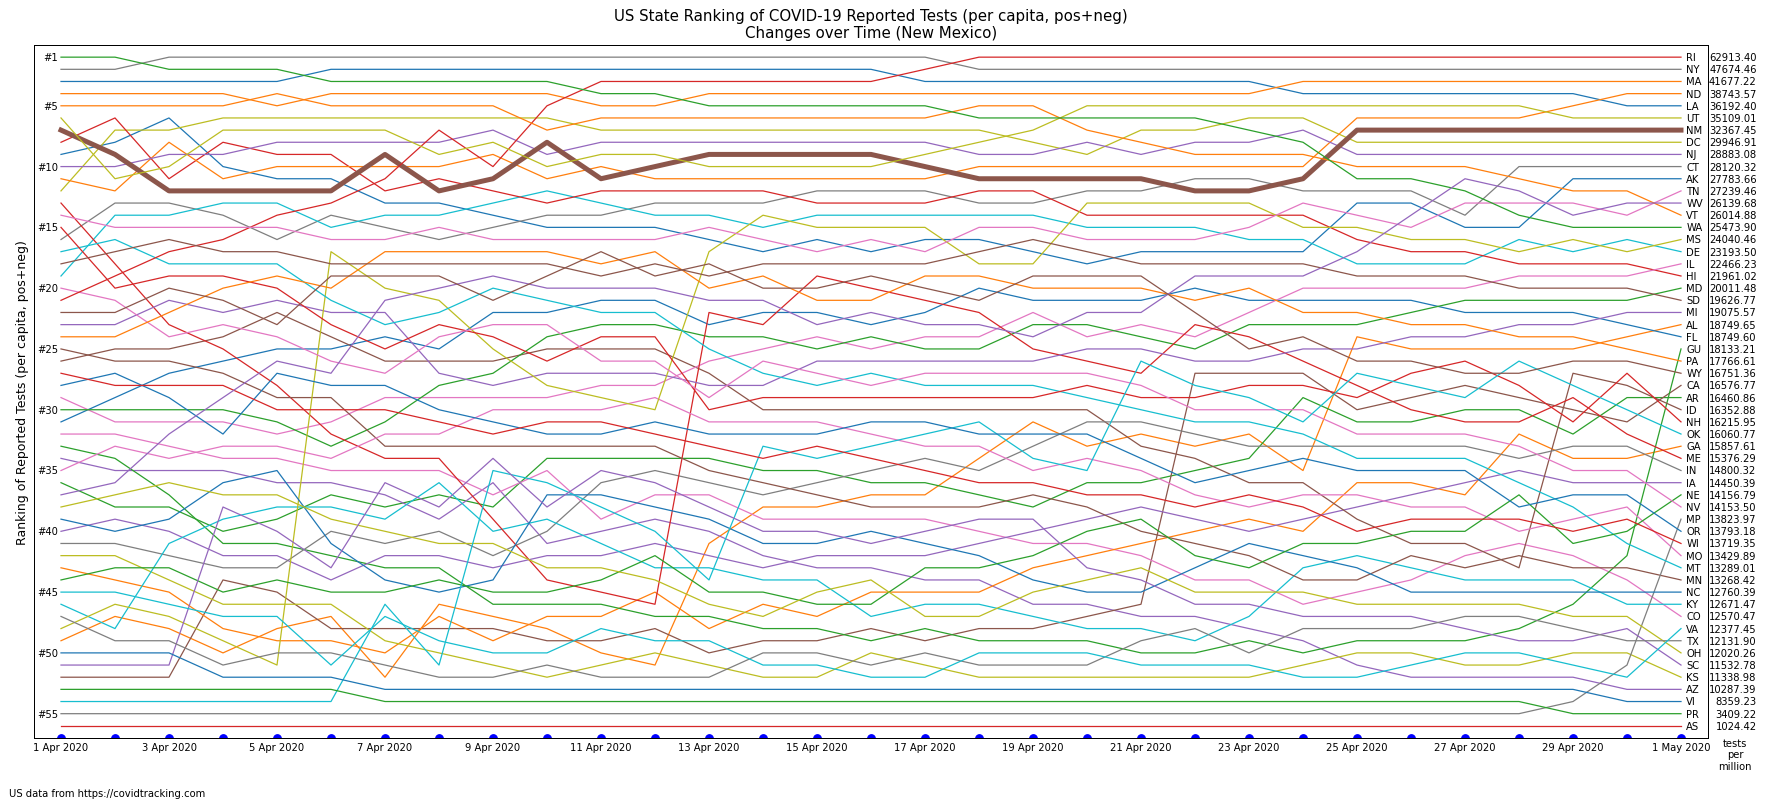 US State Ranking of COVID-19 Reported Tests (per capita, pos+neg)
Changes over Time (New Mexico)
Ranking of Reported Tests (per capita, pos+neg)
#1
#5
#10
#15
#20
#25
#30
#35
#40
#45
#50
#55
RI 62913.40
NY 47674.46
MA 41677.22
ND 38743.57
LA 36192.40
UT 35109.01
NM 32367.45
DC 29946.91
NJ 28883.08
CT 28120.32
AK 27783.66
TN 27239.46
WV 26139.68
VT 26014.88
WA 25473.90
MS 24040.46
DE 23193.50
IL 22466.23
HI 21961.02
MD 20011.48
SD 19626.77
MI 19075.57
AL 18749.65
FL 18749.60
GU 18133.21
PA 17766.61
WY 16751.36
CA 16576.77
AR 16460.86
ID 16352.88
NH 16215.95
OK 16060.77
GA 15857.61
ME 15376.29
IN 14800.32
IA 14450.39
NE 14156.79
NV 14153.50
MP 13823.97
OR 13793.18
WI 13719.35
MO 13429.89
MT 13289.01
MN 13268.42
NC 12760.39
KY 12671.47
CO 12570.47
VA 12377.45
TX 12131.90
OH 12020.26
SC 11532.78
KS 11338.98
AZ 10287.39
VI 8359.23
PR 3409.22
AS 1024.42
1 Apr 2020 3 Apr 2020 5 Apr 2020 7 Apr 2020 9 Apr 2020 11 Apr 2020 13 Apr 2020 15 Apr 2020 17 Apr 2020 19 Apr 2020 21 Apr 2020 23 Apr 2020 25 Apr 2020 27 Apr 2020 29 Apr 2020 1 May 2020
tests
per
million
US data from https://covidtracking.com